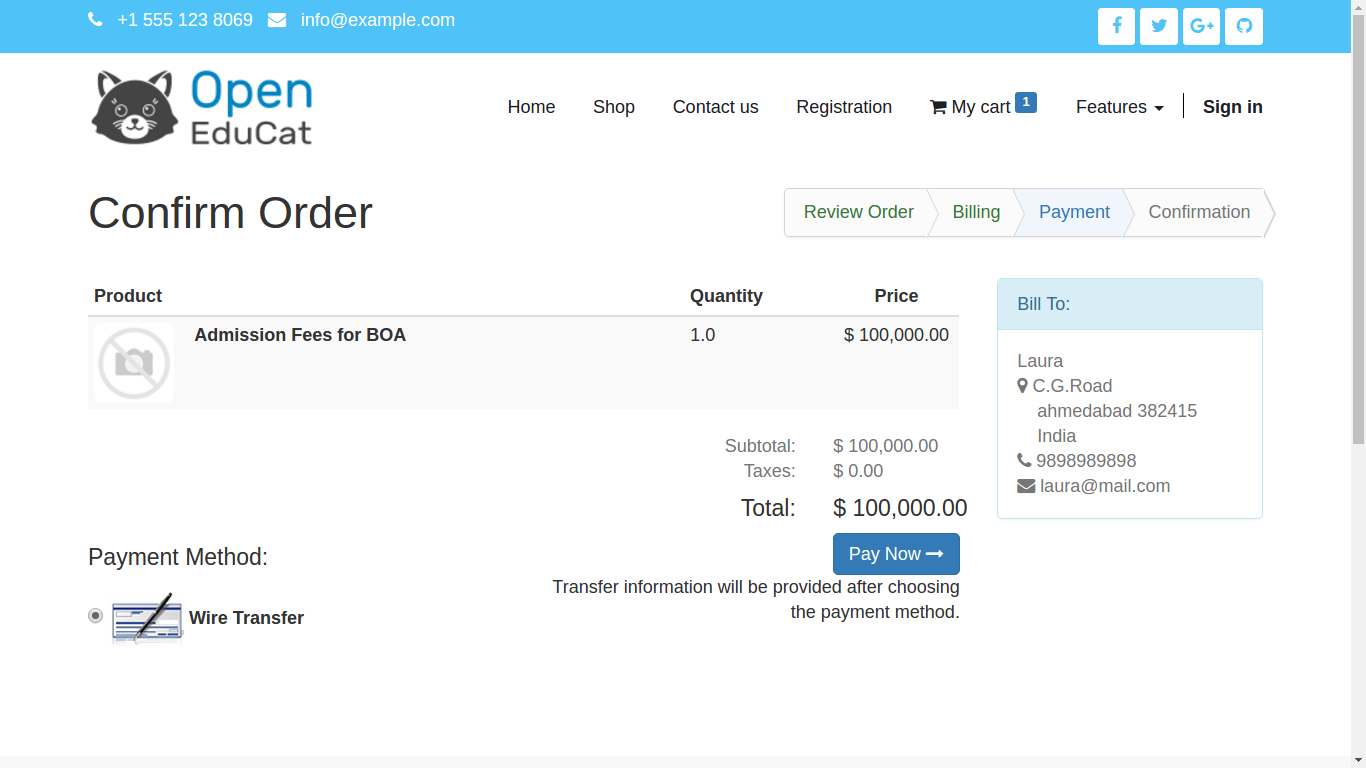 +1 555 123 8069 info@example.com
Open
EduCat
Home Shop Contact us Registration My cart 1 Features Sign in
Confirm Order
Review Order Billing Payment Confirmation
Product Quantity Price
Admission Fees for BOA 1.0 $ 100,000.00
Subtotal: $ 100,000.00
Taxes: $ 0.00
Total: $ 100,000.00
Pay Now
Transfer information will be provided after choosing
the payment method.
Payment Method:
Wire Transfer
Bill To:
Laura
C.G.Road
ahmedabad 382415
India
9898989898
laura@mail.com